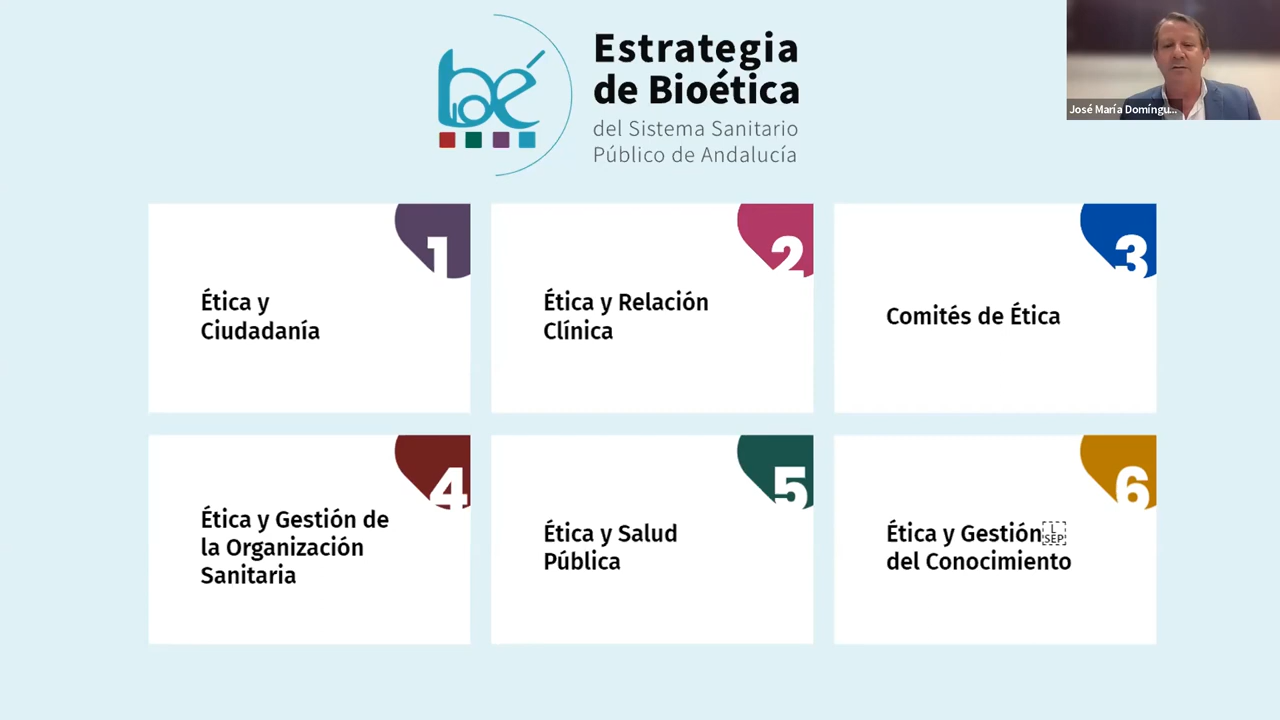 bioé
Estrategia
de Bioética
del Sistema Sanitario
Público de Andalucía
José María Domíngu...
1
Ética y
Ciudadanía
2
Ética y Relación
Clínica
3
Comités de Ética
4
Ética y Gestión de
la Organización
Sanitaria
5
Ética y Salud
Pública
6
Ética y Gestión
del Conocimiento